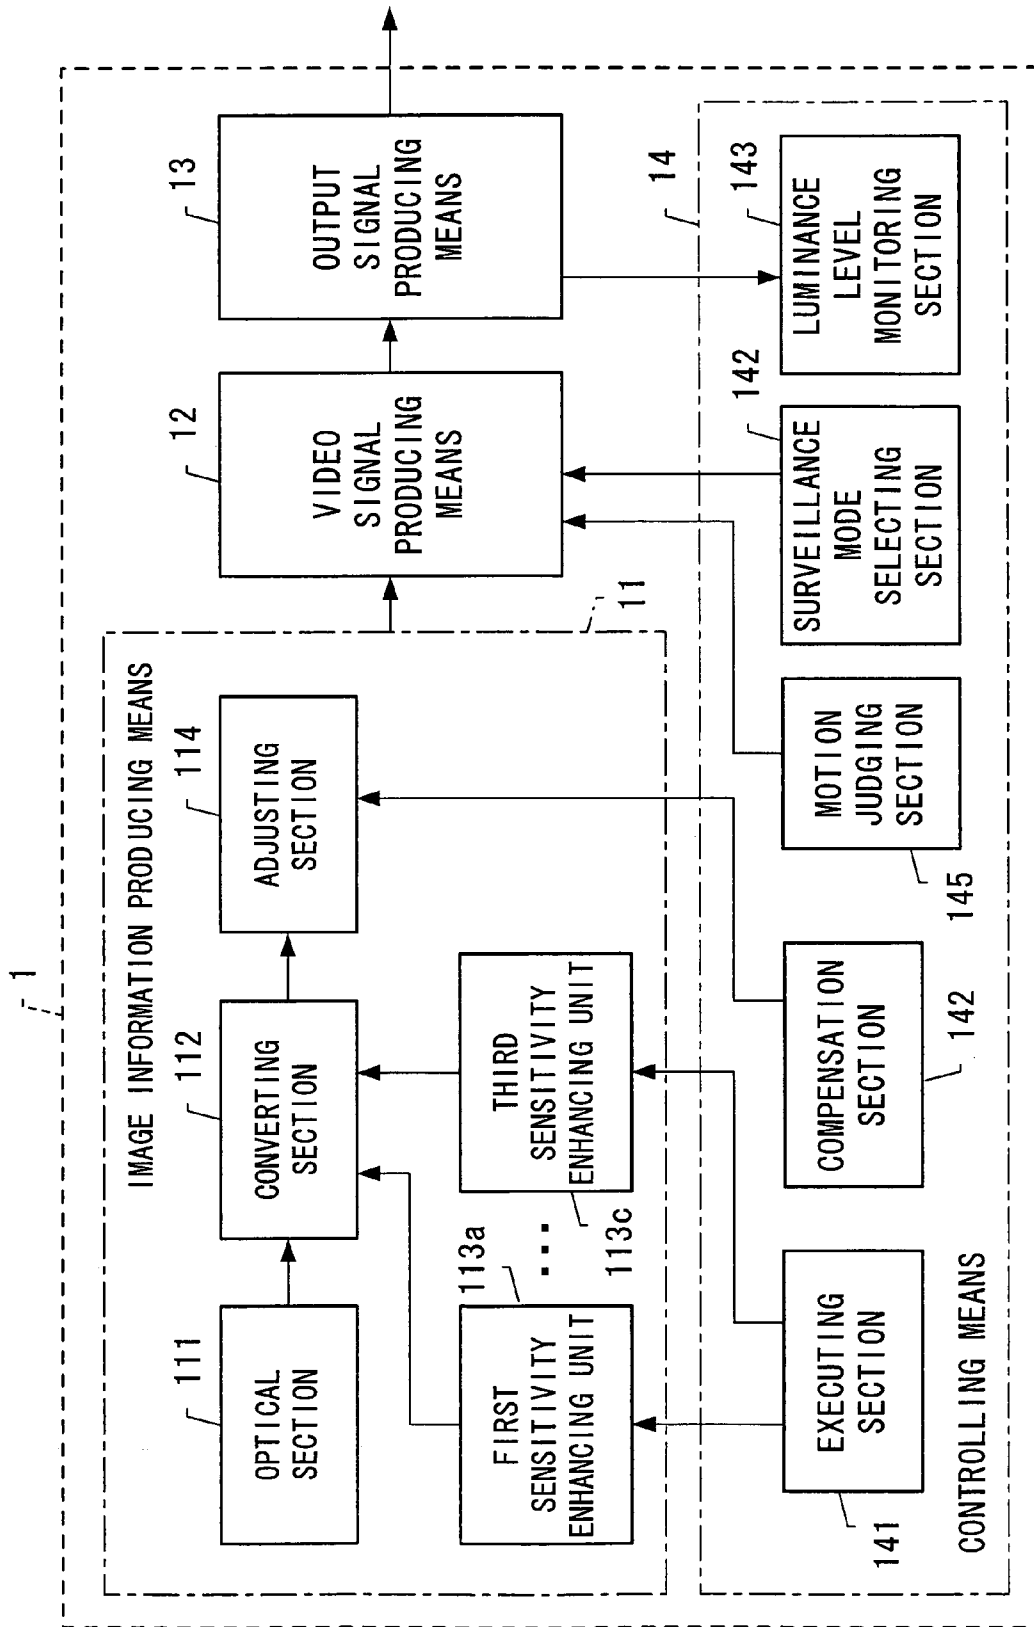 1
IMAGE INFORMATION PRODUCING MEANS
111
OPTICAL
SECTION
112
CONVERTING
SECTION
114
ADJUSTING
SECTION
12
VIDEO
SIGNAL
PRODUCING
MEANS
13
OUTPUT
SIGNAL
PRODUCING
MEANS
FIRST
SENSITIVITY
ENHANCING UNIT
113a
...
THIRD
SENSITIVITY
ENHANCING UNIT
113c
11
14
EXECUTING
SECTION
141
COMPENSATION
SECTION
142
MOTION
JUDGING
SECTION
145
SURVEILLANCE
MODE
SELECTING
SECTION
142
LUMINANCE
LEVEL
MONITORING
SECTION
143
CONTROLLING MEANS